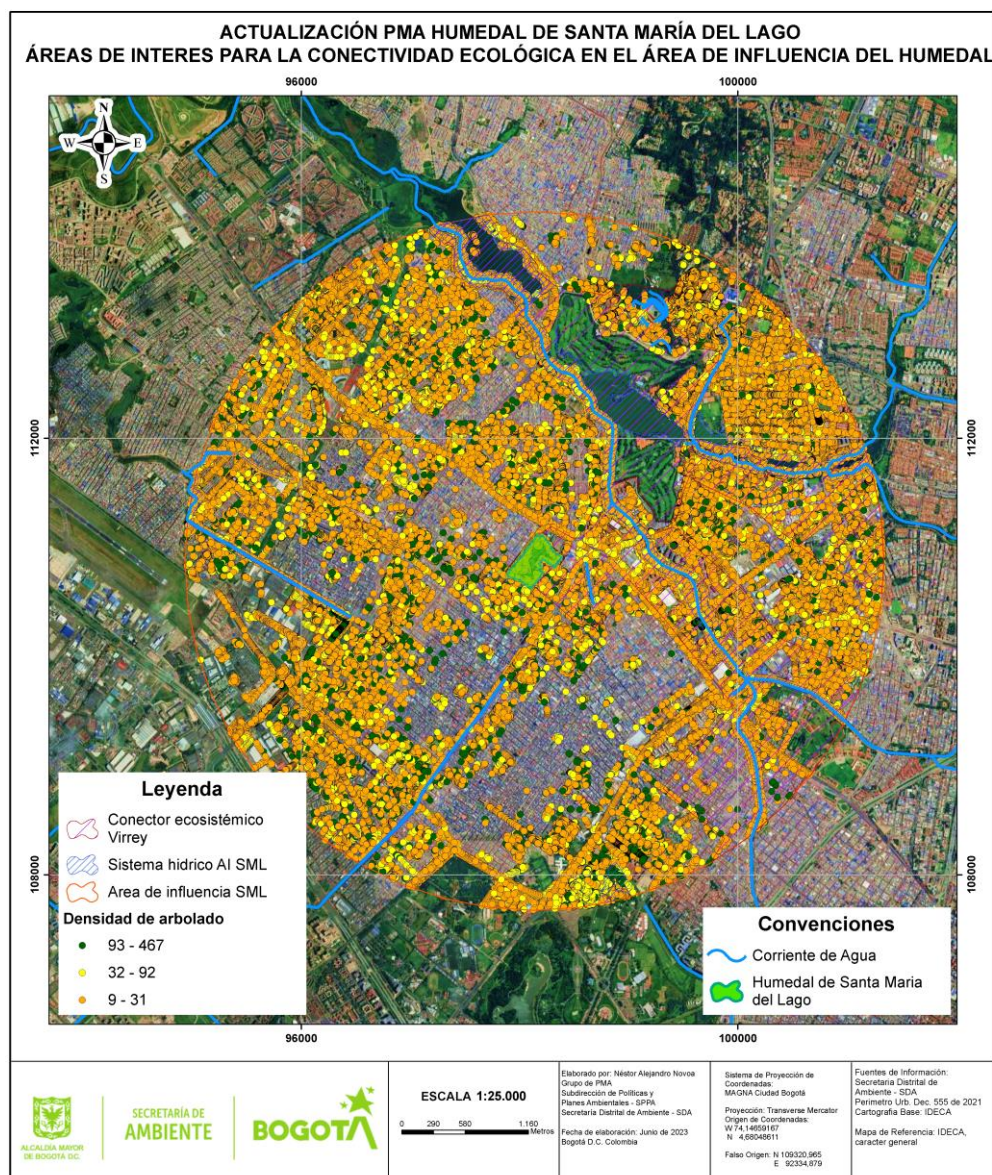 ACTUALIZACIÓN PMA HUMEDAL DE SANTA MARÍA DEL LAGO
ÁREAS DE INTERES PARA LA CONECTIVIDAD ECOLÓGICA EN EL ÁREA DE INFLUENCIA DEL HUMEDAL
96000
100000
N
W
E
S
112000
112000
108000
108000
Leyenda
Conector ecosistémico
Virrey
Sistema hídrico AI SML
Area de influencia SML
Densidad de arbolado
93 - 467
32 - 92
9 - 31
Convenciones
Corriente de Agua
Humedal de Santa Maria
del Lago
96000
100000
ALCALDÍA MAYOR
DE BOGOTÁ D.C.
SECRETARÍA DE
AMBIENTE
BOGOTÁ
ESCALA 1:25.000
0 290 580 1.160
Metros
Elaborado por: Néstor Alejandro Novoa
Grupo de PMA
Subdirección de Políticas y
Planes Ambientales - SPPA
Secretaría Distrital de Ambiente - SDA
Fecha de elaboración: Junio de 2023
Bogotá D.C. Colombia
Sistema de Proyección de
Coordenadas:
MAGNA Ciudad Bogotá
Proyección: Transverse Mercator
Origen de Coordenadas:
W 74,14659167
N 4,68048611
Falso Origen: N 109320,965
E 92334,879
Fuentes de Información:
Secretaria Distrital de
Ambiente - SDA
Perimetro Urb. Dec. 555 de 2021
Cartografia Base: IDECA
Mapa de Referencia: IDECA,
caracter general